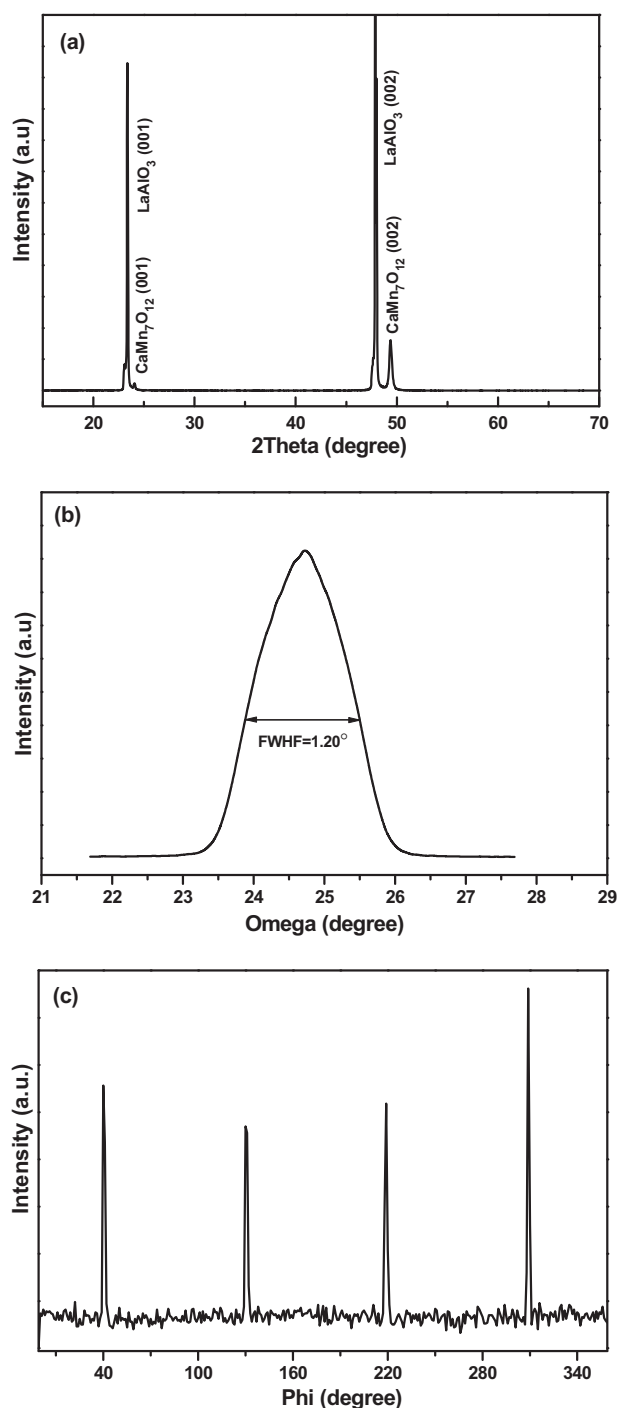 (a)
Intensity (a.u)
LaAlO₃ (001)
CaMn₇O₁₂ (001)
LaAlO₃ (002)
CaMn₇O₁₂ (002)
20 30 40 50 60 70
2Theta (degree)
(b)
Intensity (a.u)
FWHF=1.20°
21 22 23 24 25 26 27 28 29
Omega (degree)
(c)
Intensity (a.u.)
40 100 160 220 280 340
Phi (degree)